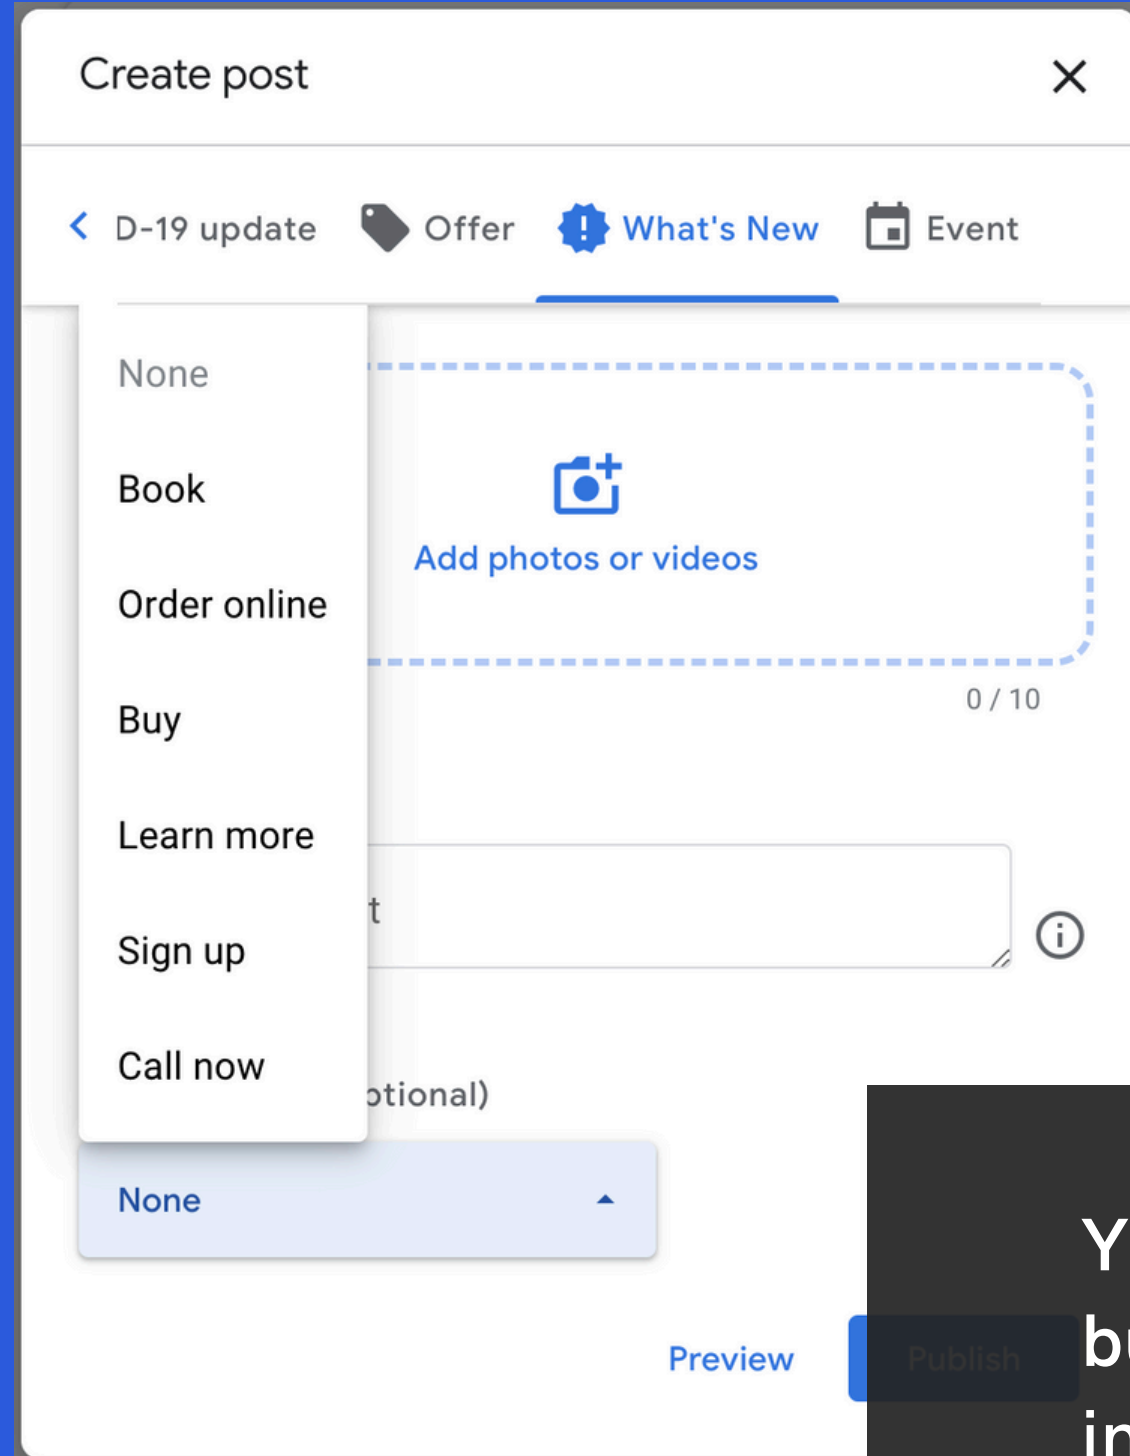 Create post
D-19 update Offer What's New Event
None
Book
Order online
Add photos or videos
0 / 10
Buy
Learn more
Sign up
Call now
None
Preview
Publish